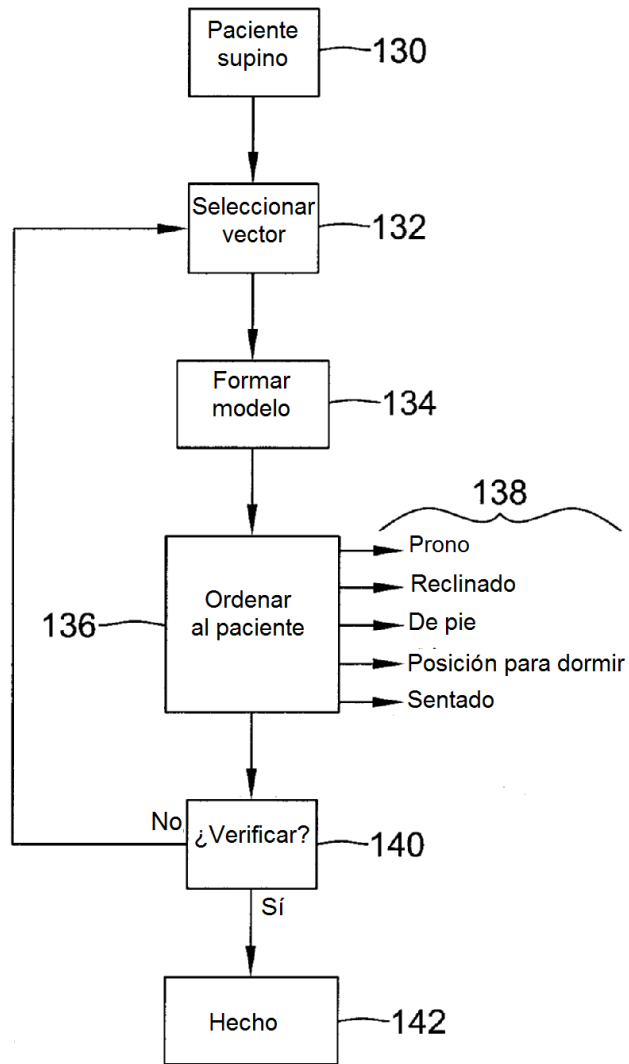 Paciente
supino
130
Seleccionar
vector
132
Formar
modelo
134
138
Prono
Reclinado
Ordenar
al paciente
136
De pie
Posición para dormir
Sentado
No
¿Verificar?
140
Sí
Hecho
142